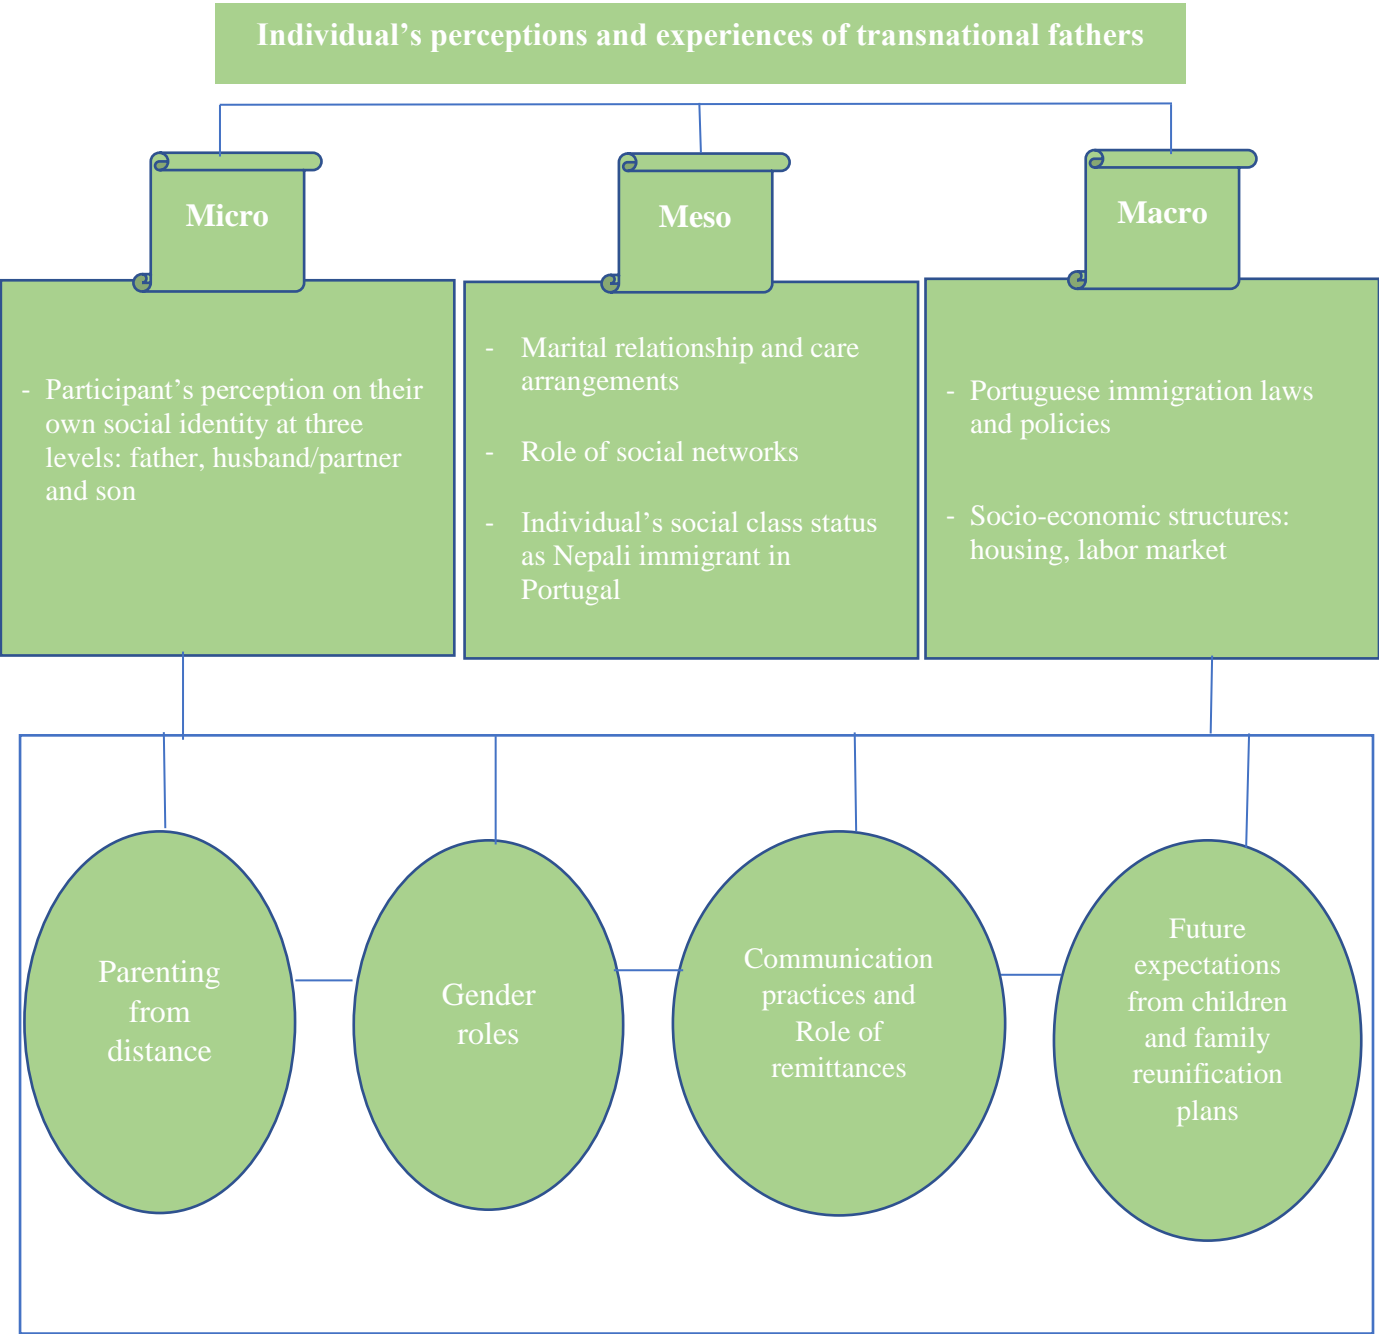 Individual’s perceptions and experiences of transnational fathers
Micro
Meso
Macro
- Participant’s perception on their
own social identity at three
levels: father, husband/partner
and son
- Marital relationship and care
arrangements
- Role of social networks
- Individual’s social class status
as Nepali immigrant in
Portugal
- Portuguese immigration laws
and policies
- Socio-economic structures:
housing, labor market
Parenting
from
distance
Gender
roles
Communication
practices and
Role of
remittances
Future
expectations
from children
and family
reunification
plans